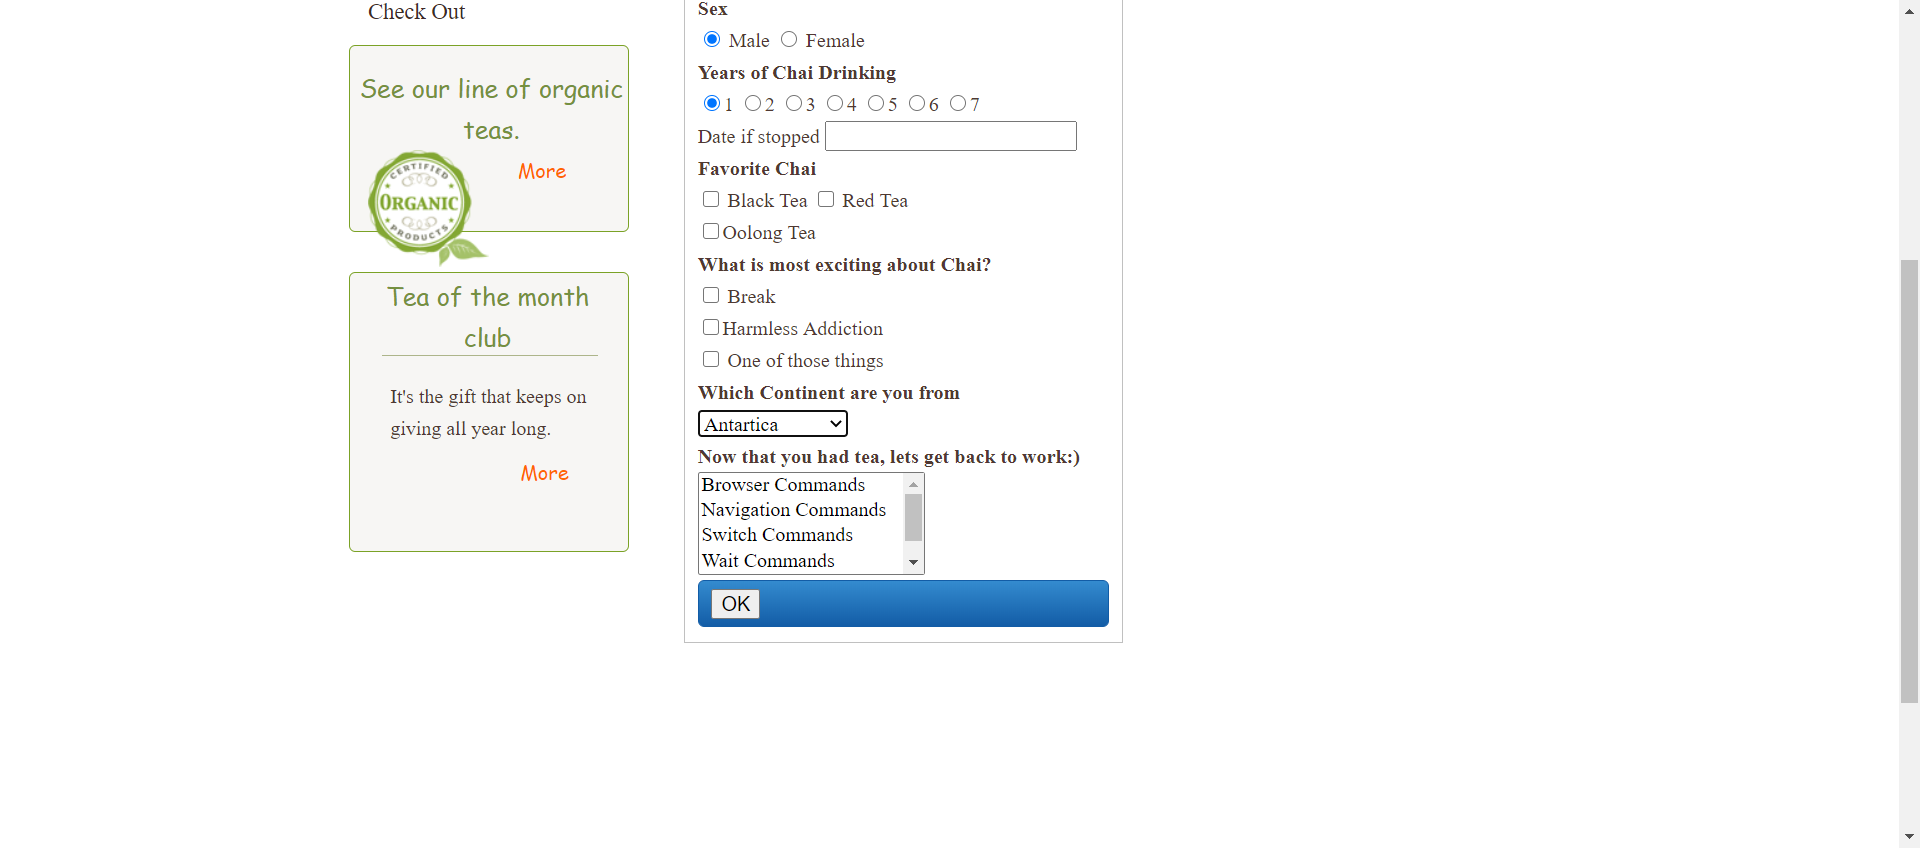 Check Out
See our line of organic
teas.
More
CERTIFIED
ORGANIC
PRODUCTS
Tea of the month
club
It's the gift that keeps on
giving all year long.
More
Sex
Male Female
Years of Chai Drinking
1 2 3 4 5 6 7
Date if stopped
Favorite Chai
Black Tea Red Tea
Oolong Tea
What is most exciting about Chai?
Break
Harmless Addiction
One of those things
Which Continent are you from
Antartica
Now that you had tea, lets get back to work:)
Browser Commands
Navigation Commands
Switch Commands
Wait Commands
OK